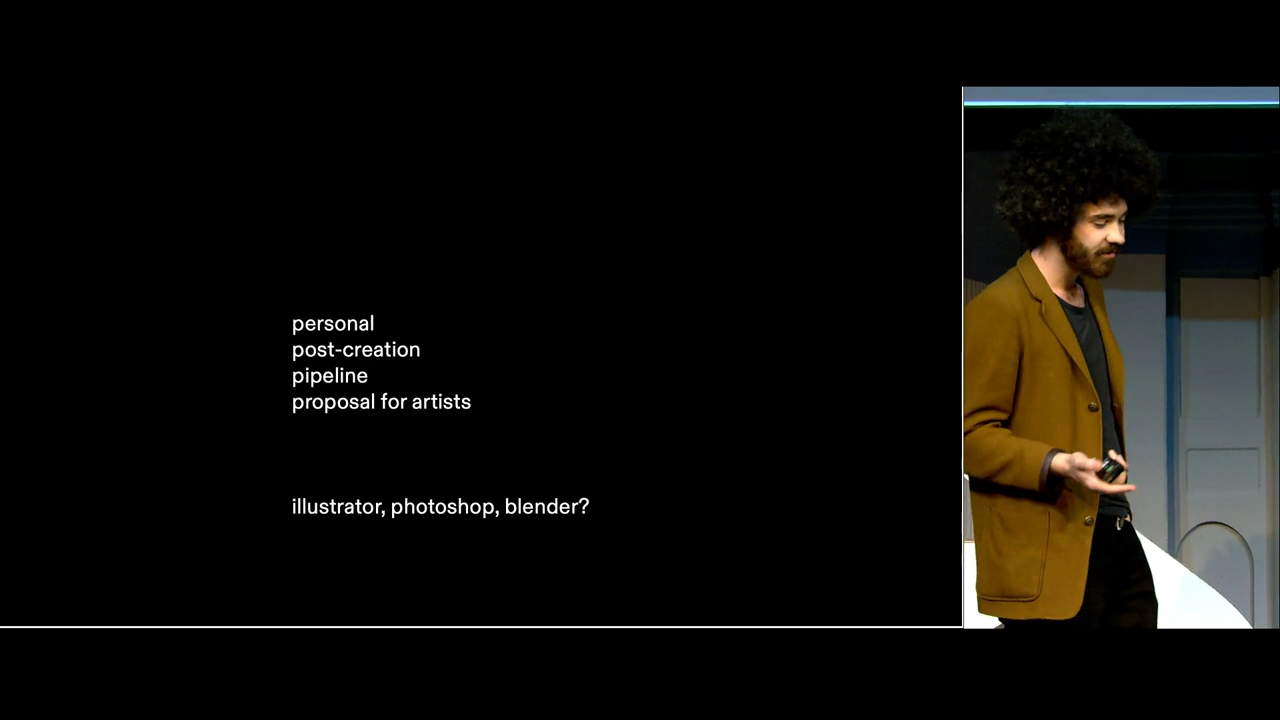 personal
post-creation
pipeline
proposal for artists
illustrator, photoshop, blender?